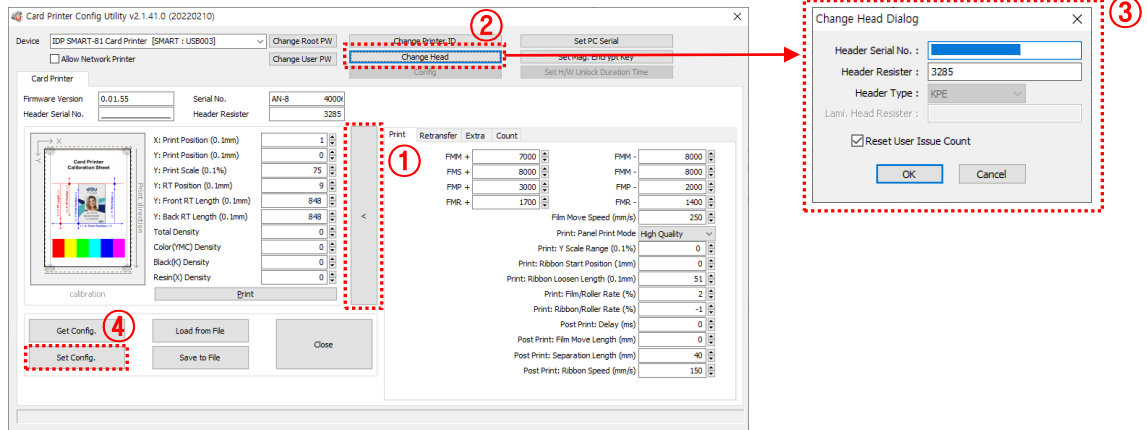 Card Printer Config Utility v2.1.41.0 (20220210)
②
③
Device IDP SMART-81 Card Printer [SMART : USB003] Change Root PW Change Printer ID Set PC Serial
Allow Network Printer Change User PW Change Head Set Mag. Encrypt Key
Config Set H/W Unlock Duration Time
Card Printer
Firmware Version 0.01.55 Serial No. AN-8 4000
Header Serial No. Header Resister 3285
①
X
Y
Card Printer
Calibration Sheet
Print direction
calibration
X: Print Position (0.1mm) 1
Y: Print Position (0.1mm) 0
Y: Print Scale (0.1%) 75
Y: RT Position (0.1mm) 9
Y: Front RT Length (0.1mm) 848
Y: Back RT Length (0.1mm) 848
Total Density 0
Color(YMC) Density 0
Black(K) Density 0
Resin(X) Density 0
Print
<
Print Retransfer Extra Count
FMM + 7000 FMM - 8000
FMS + 8000 FMM - 8000
FMP + 3000 FMP - 2000
FMR + 1700 FMR - 1400
Film Move Speed (mm/s) 250
Print: Panel Print Mode High Quality
Print: Y Scale Range (0.1%) 0
Print: Ribbon Start Position (1mm) 0
Print: Ribbon Loosen Length (0.1mm) 51
Print: Film/Roller Rate (%) 2
Print: Ribbon/Roller Rate (%) -1
Post Print: Delay (ms) 0
Post Print: Film Move Length (mm) 0
Post Print: Separation Length (mm) 40
Post Print: Ribbon Speed (mm/s) 150
④
Get Config. Load from File Close
Set Config. Save to File
Change Head Dialog
Header Serial No. :
Header Resister : 3285
Header Type : KPE
Lami. Head Resister :
Reset User Issue Count
OK Cancel